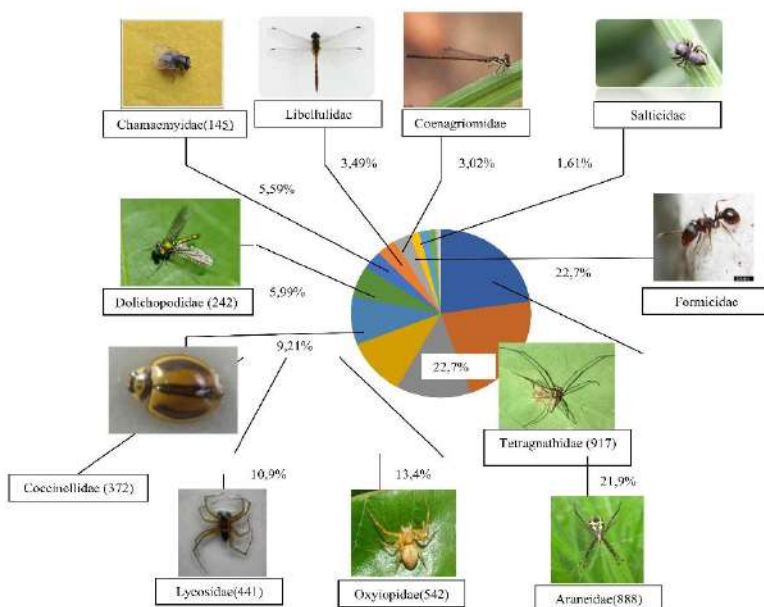 Chamaemyidae(145)
Libelfulidae
Coenagriomidae
Salticidae
3,49%
3,02%
1,61%
5,59%
22,7%
Dolichopodidae (242)
5,99%
Formicidae
9,21%
22,7%
Tetragnathidae (917)
Coccinellidae (372)
10,9%
13,4%
21,9%
Lycosidae(441)
Oxyiopidae(542)
Araneidae(888)